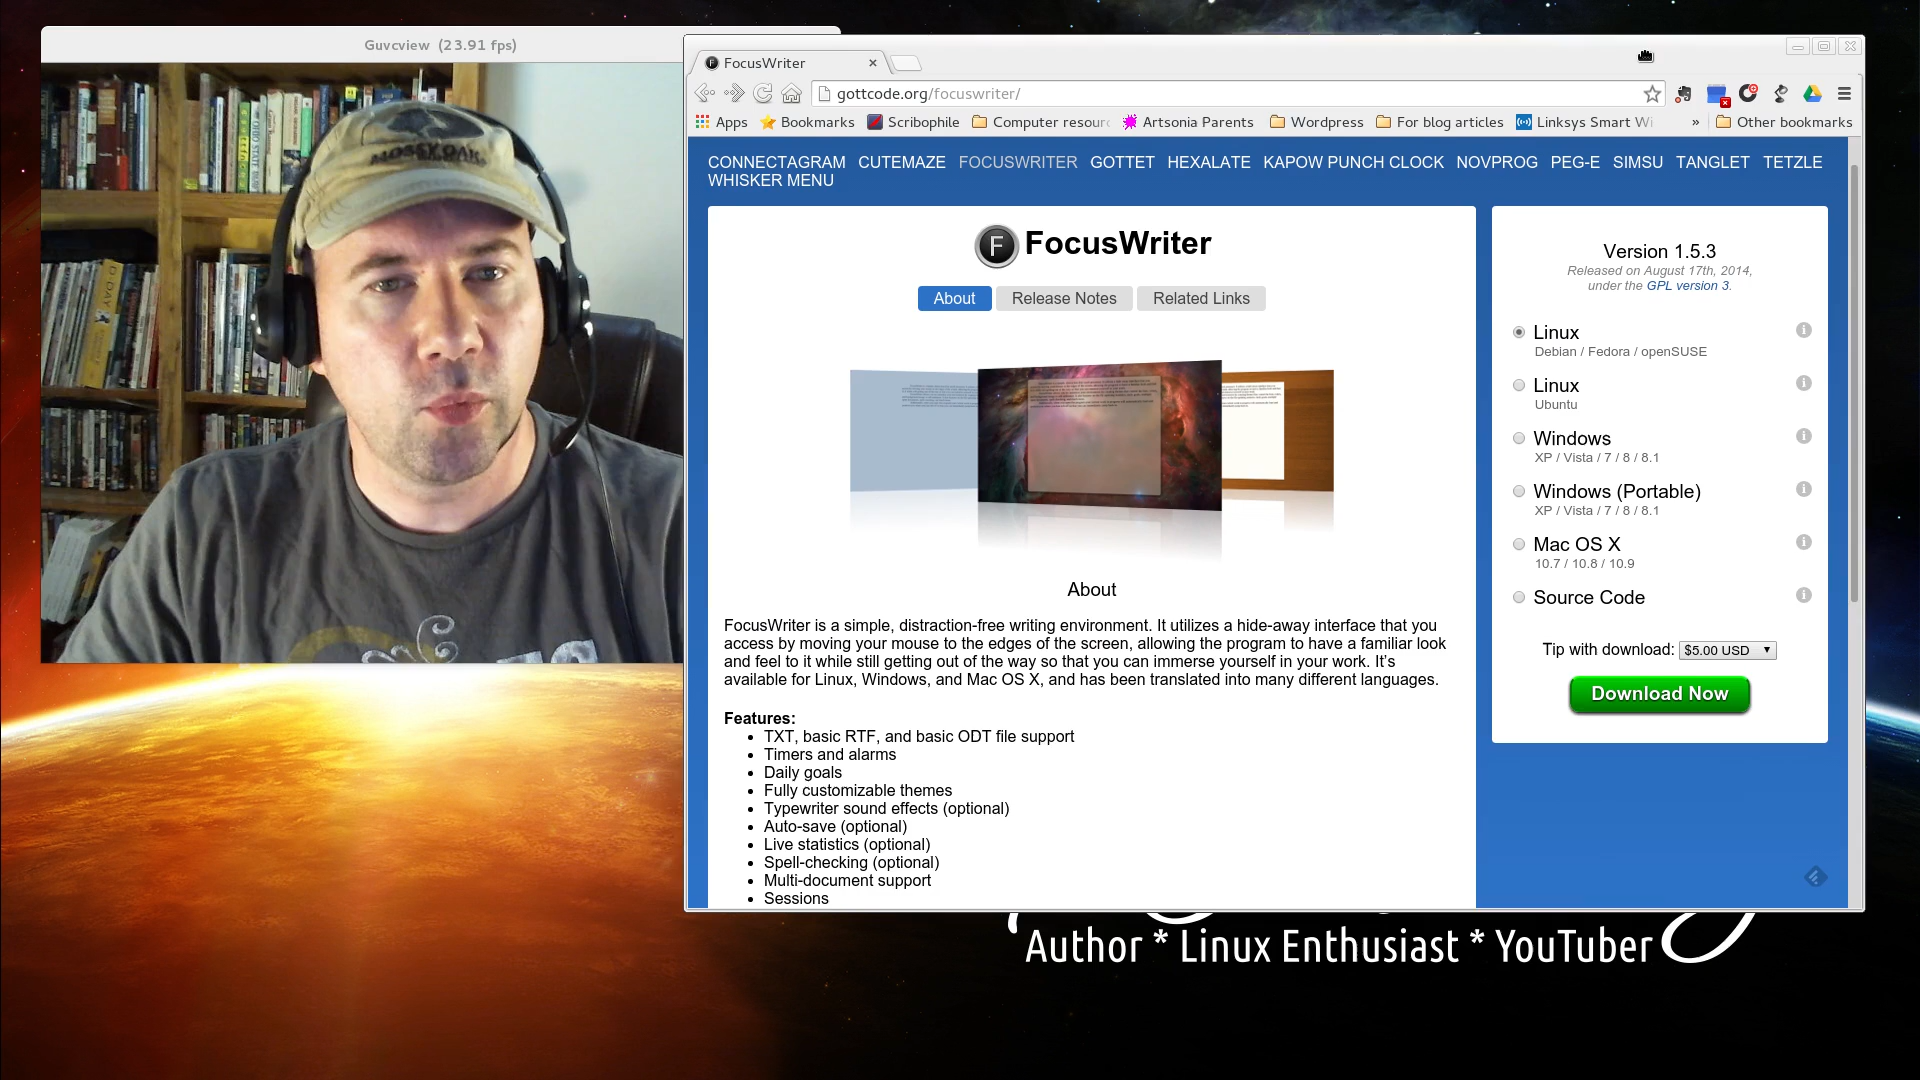 Guvcview (23.91 fps)
MOSSY OAK
D-DAY
FocusWriter
gottcode.org/focuswriter/
Apps Bookmarks Scribophile Computer resourc Artsonia Parents Wordpress For blog articles Linksys Smart Wi » Other bookmarks
CONNECTAGRAM CUTEMAZE FOCUSWRITER GOTTET HEXALATE KAPOW PUNCH CLOCK NOVPROG PEG-E SIMSU TANGLET TETZLE
WHISKER MENU
F FocusWriter
About Release Notes Related Links
About
FocusWriter is a simple, distraction-free writing environment. It utilizes a hide-away interface that you
access by moving your mouse to the edges of the screen, allowing the program to have a familiar look
and feel to it while still getting out of the way so that you can immerse yourself in your work. It's
available for Linux, Windows, and Mac OS X, and has been translated into many different languages.
Features:
• TXT, basic RTF, and basic ODT file support
• Timers and alarms
• Daily goals
• Fully customizable themes
• Typewriter sound effects (optional)
• Auto-save (optional)
• Live statistics (optional)
• Spell-checking (optional)
• Multi-document support
• Sessions
Version 1.5.3
Released on August 17th, 2014,
under the GPL version 3.
Linux
Debian / Fedora / openSUSE
Linux
Ubuntu
Windows
XP / Vista / 7 / 8 / 8.1
Windows (Portable)
XP / Vista / 7 / 8 / 8.1
Mac OS X
10.7 / 10.8 / 10.9
Source Code
Tip with download: $5.00 USD
Download Now
Author * Linux Enthusiast * YouTuber